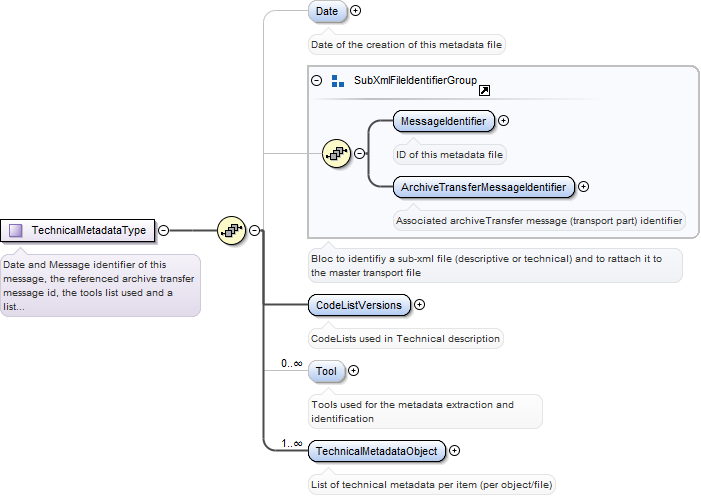 Date
Date of the creation of this metadata file
SubXmlFileIdentifierGroup
MessageIdentifier
ID of this metadata file
ArchiveTransferMessageIdentifier
Associated archiveTransfer message (transport part) identifier
TechnicalMetadataType
Date and Message identifier of this
message, the referenced archive transfer
message id, the tools list used and a
list...
Bloc to identifiy a sub-xml file (descriptive or technical) and to rattach it to
the master transport file
CodeListVersions
CodeLists used in Technical description
0..∞
Tool
Tools used for the metadata extraction and
identification
1..∞
TechnicalMetadataObject
List of technical metadata per item (per object/file)